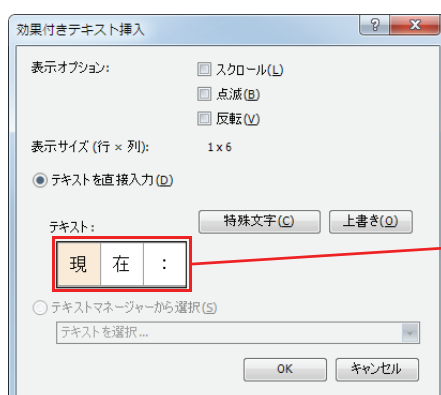 効果付きテキスト挿入
表示オプション: スクロール(L)
点滅(B)
反転(V)
表示サイズ (行 × 列): 1 x 6
テキストを直接入力(D)
テキスト: 特殊文字(C) 上書き(O)
現 在 :
テキストマネージャーから選択(S)
テキストを選択...
OK キャンセル